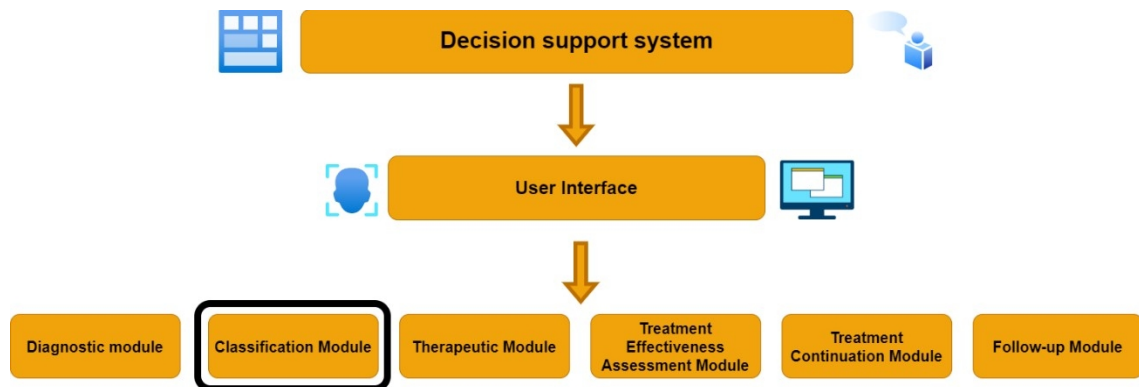 Decision support system
User Interface
Diagnostic module
Classification Module
Therapeutic Module
Treatment
Effectiveness
Assessment Module
Treatment
Continuation Module
Follow-up Module